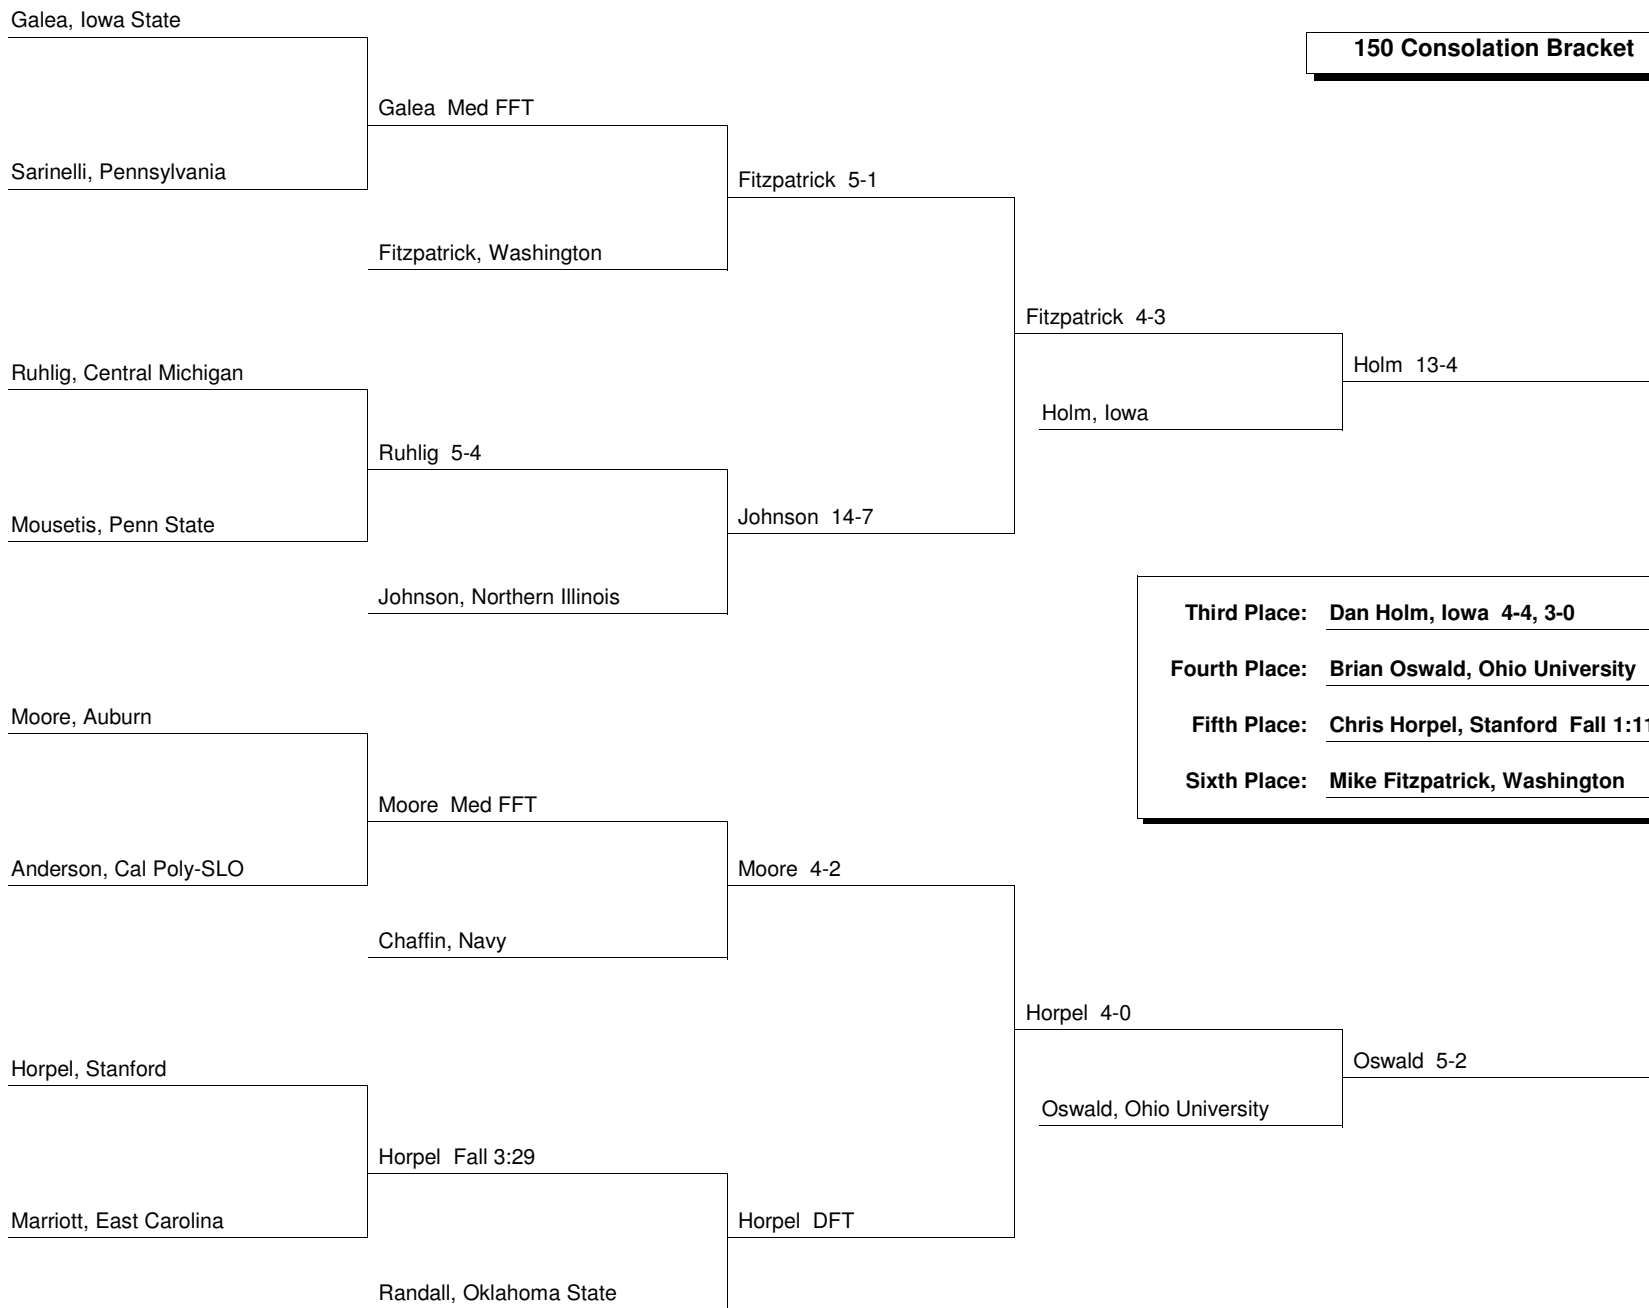 Galea, Iowa State
150 Consolation Bracket
Galea Med FFT
Sarinelli, Pennsylvania
Fitzpatrick 5-1
Fitzpatrick, Washington
Fitzpatrick 4-3
Holm 13-4
Ruhlig, Central Michigan
Holm, Iowa
Ruhlig 5-4
Johnson 14-7
Mousetis, Penn State
Johnson, Northern Illinois
Third Place: Dan Holm, Iowa 4-4, 3-0
Fourth Place: Brian Oswald, Ohio University
Moore, Auburn
Fifth Place: Chris Horpel, Stanford Fall 1:11
Sixth Place: Mike Fitzpatrick, Washington
Moore Med FFT
Anderson, Cal Poly-SLO
Moore 4-2
Chaffin, Navy
Horpel 4-0
Horpel, Stanford
Oswald 5-2
Oswald, Ohio University
Horpel Fall 3:29
Marriott, East Carolina
Horpel DFT
Randall, Oklahoma State